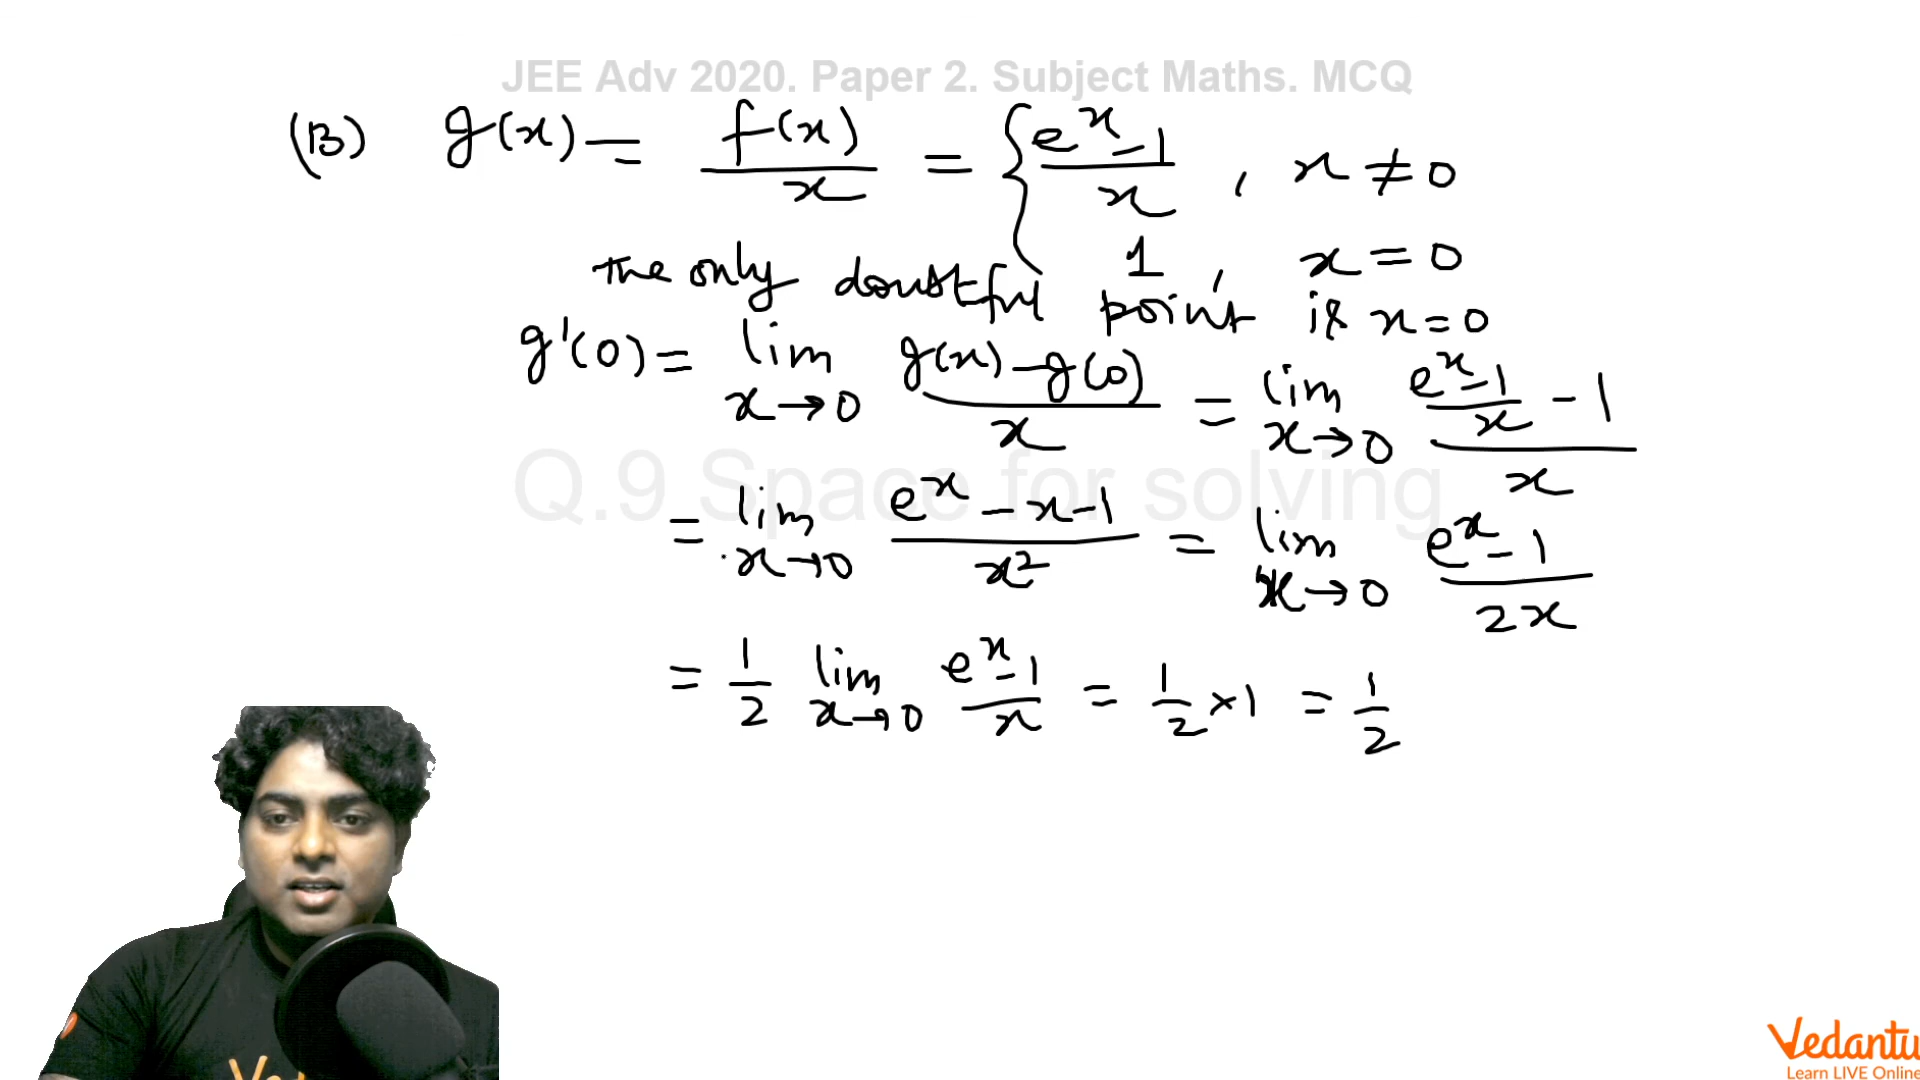 JEE Adv 2020. Paper 2. Subject Maths. MCQ
(B) g(x) = f(x)/x = { (e^x - 1)/x , x ≠ 0
1 , x = 0
the only doubtful point is x = 0
g'(0) = lim x→0 (g(x) - g(0))/x = lim x→0 ((e^x - 1)/x - 1)/x
Q.9 Space for solving
= lim x→0 (e^x - x - 1)/x² = lim x→0 (e^x - 1)/2x
= 1/2 lim x→0 (e^x - 1)/x = 1/2 × 1 = 1/2
Vedantu
Learn LIVE Online